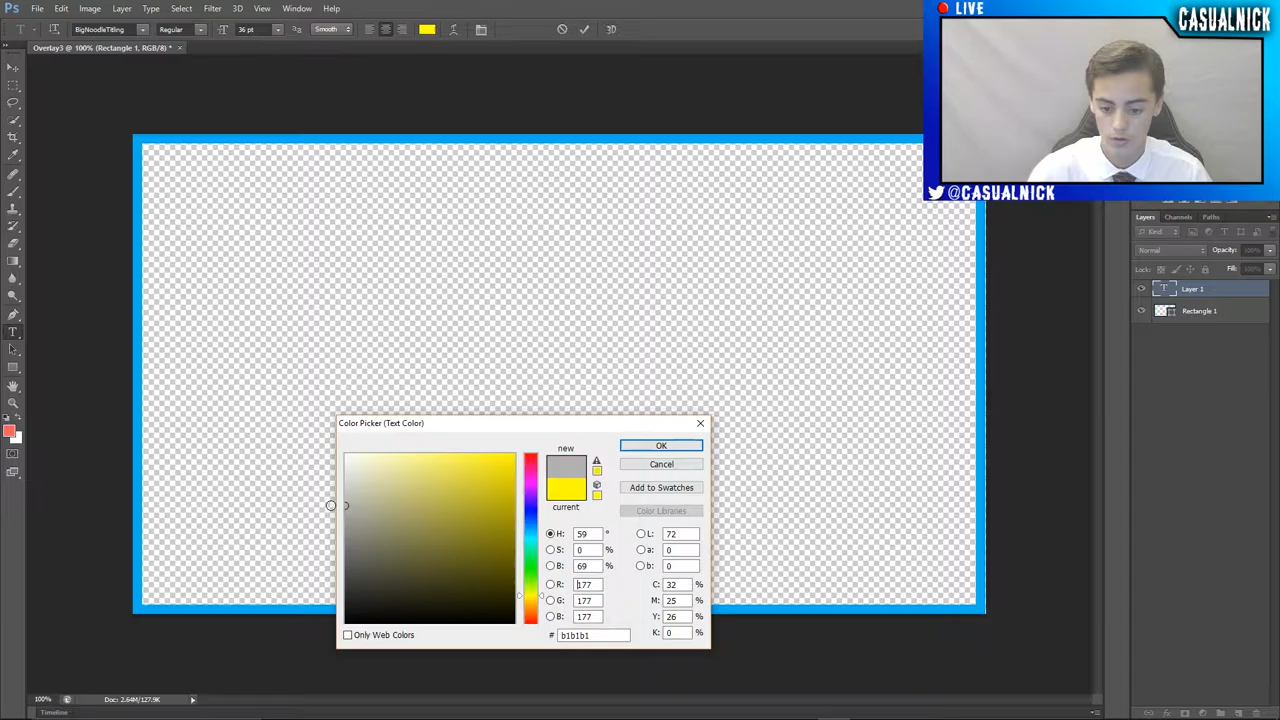 Ps File Edit Image Layer Type Select Filter 3D View Window Help
LIVE
CASUALNICK
T BigNoodleTitling Regular 36 pt Smooth 3D
Overlay3 @ 100% (Rectangle 1, RGB/8) * ×
@CASUALNICK
Layers Channels Paths
Kind
Normal Opacity: 100%
Lock: Fill: 100%
T Layer 1
Rectangle 1
Color Picker (Text Color)
new
OK
Cancel
Add to Swatches
current
Color Libraries
H: 59 ° L: 72
S: 0 % a: 0
B: 69 % b: 0
R: 177 C: 32 %
G: 177 M: 25 %
B: 177 Y: 26 %
Only Web Colors # b1b1b1 K: 0 %
100% Doc: 2.64M/127.9K
Timeline